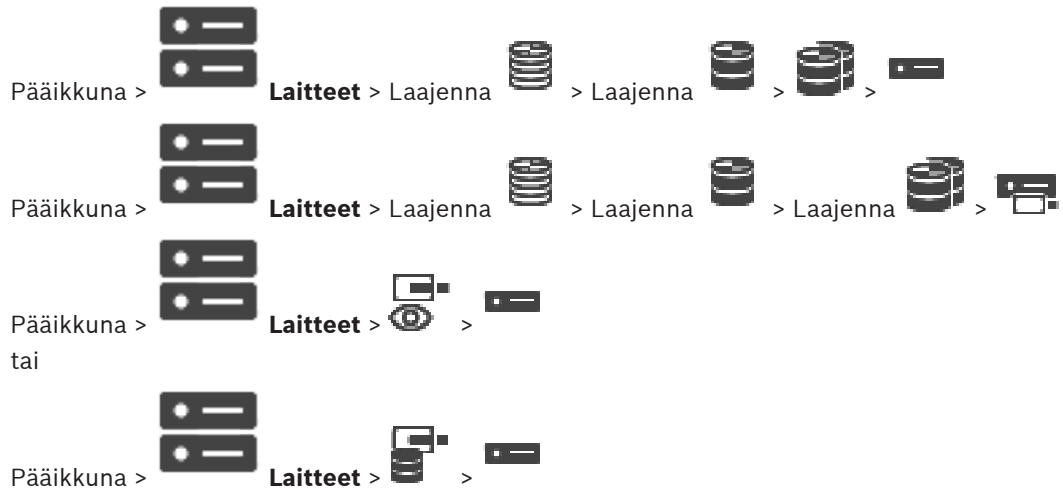 Pääikkuna > Laitteet > Laajenna > Laajenna > >
Pääikkuna > Laitteet > Laajenna > Laajenna > Laajenna >
Pääikkuna > Laitteet > >
tai
Pääikkuna > Laitteet > >